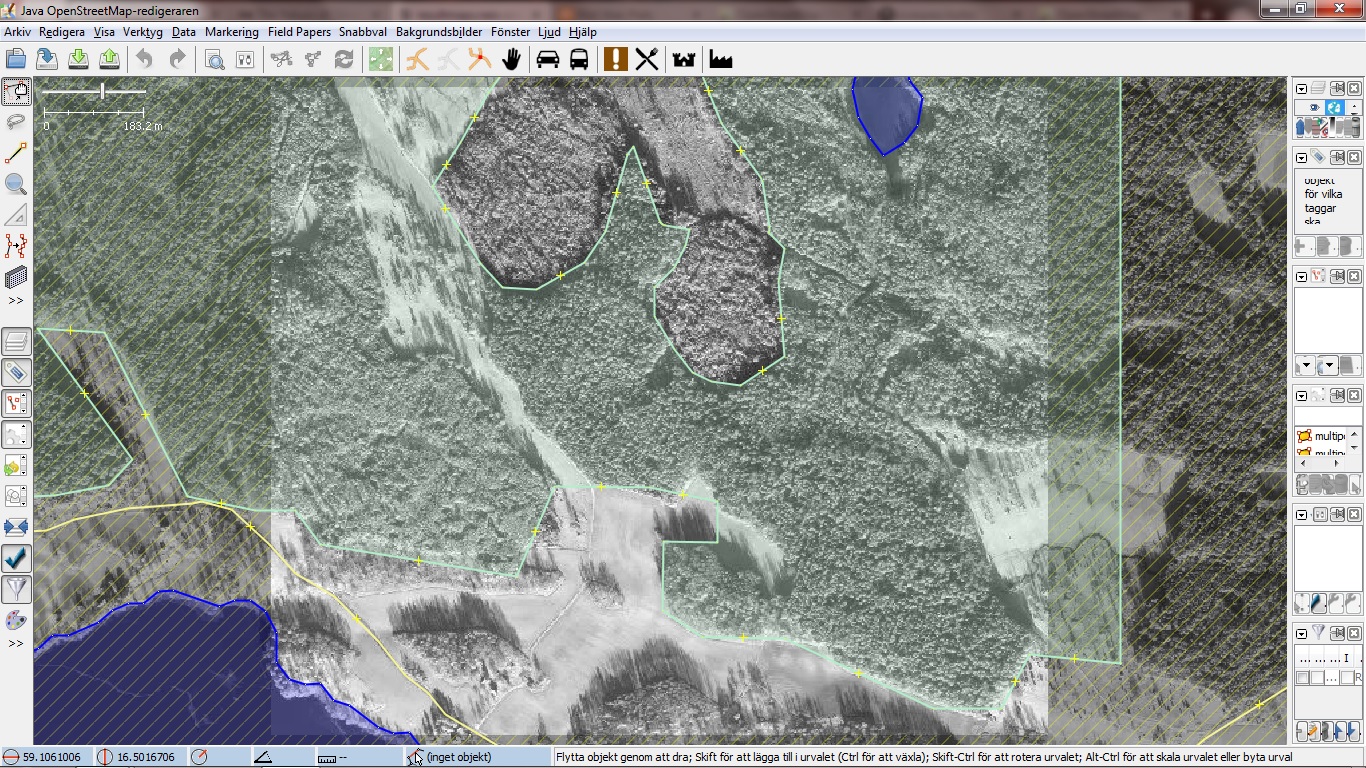 Java OpenStreetMap-redigeraren
Arkiv Redigera Visa Verktyg Data Markering Field Papers Snabbval Bakgrundsbilder Fönster Ljud Hjälp
0 183.2 m
objekt
för vilka
taggar
ska
>>
multip
multip
>>
... ... ... I
... R
59.1061006 16.5016706 -- (inget objekt) Flytta objekt genom att dra; Skift för att lägga till i urvalet (Ctrl för att växla); Skift-Ctrl för att rotera urvalet; Alt-Ctrl för att skala urvalet eller byta urval